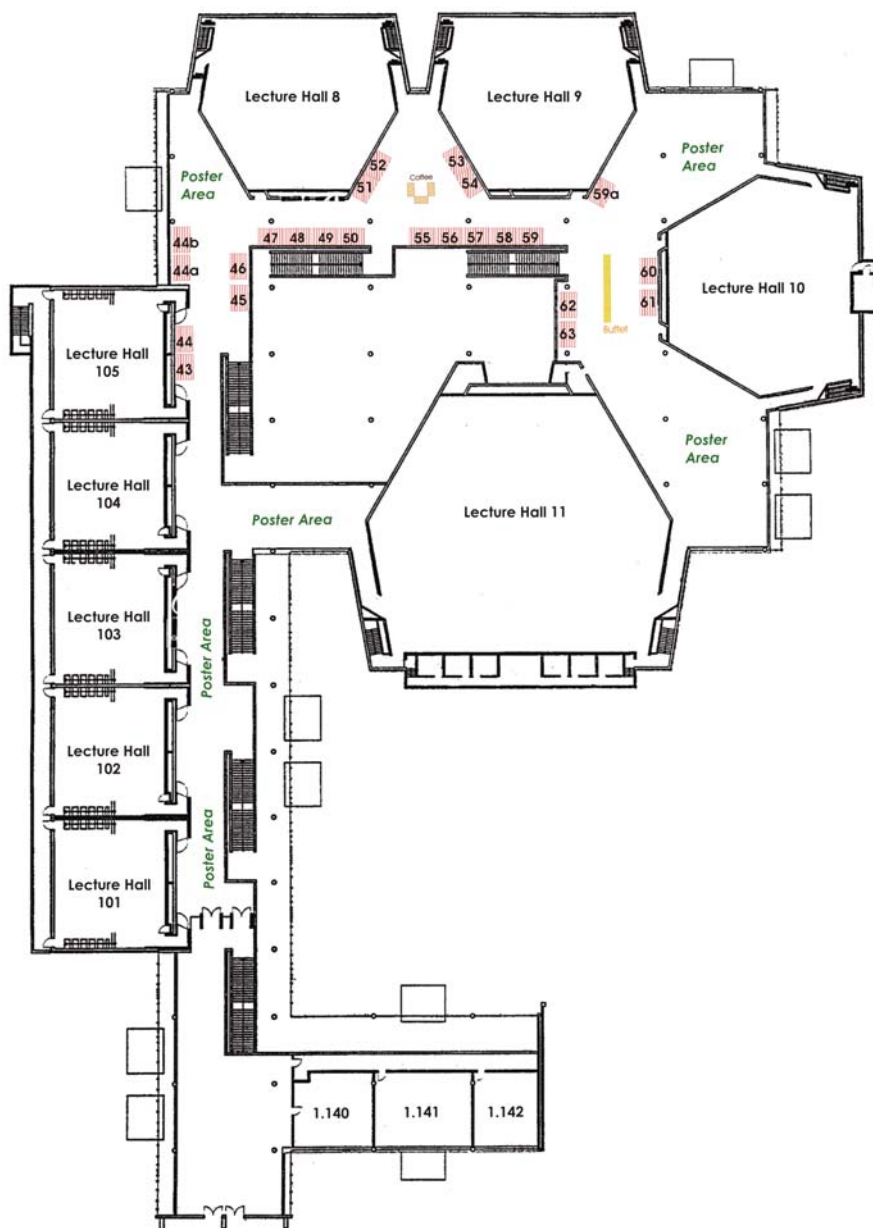 Lecture Hall 8
Lecture Hall 9
Poster
Area
Poster
Area
52
51
Coffee
53
54
59a
44b
44a
47 48 49 50
55 56 57 58 59
46
45
60
61
Lecture Hall 10
62
63
Buffet
44
43
Lecture Hall
105
Lecture Hall
104
Poster
Area
Poster Area
Lecture Hall 11
Lecture Hall
103
Poster Area
Lecture Hall
102
Poster Area
Lecture Hall
101
1.140
1.141
1.142